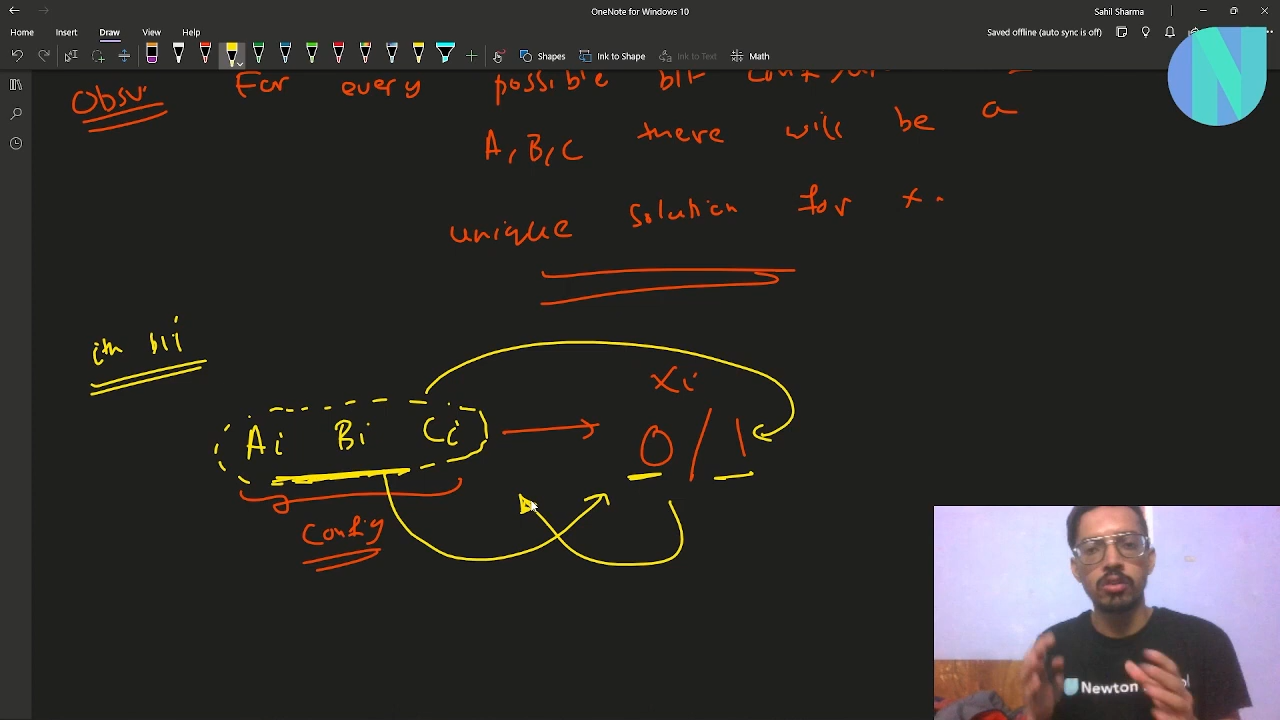 OneNote for Windows 10
Sahil Sharma
Home Insert Draw View Help
Saved offline (auto sync is off)
Shapes Ink to Shape Ink to Text Math
Obsv. For every possible bit
A, B, C there will be a
unique solution for x.
ith bit
Xi
Ai Bi Ci 0 / 1
Config
Newton